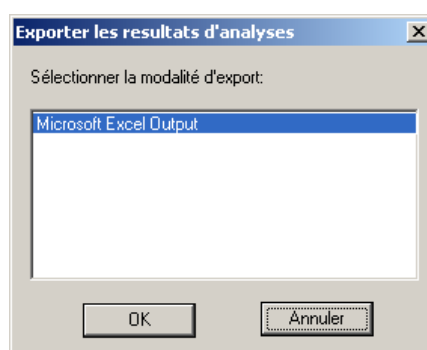 Exporter les resultats d'analyses
Sélectionner la modalité d'export:
Microsoft Excel Output
OK
Annuler